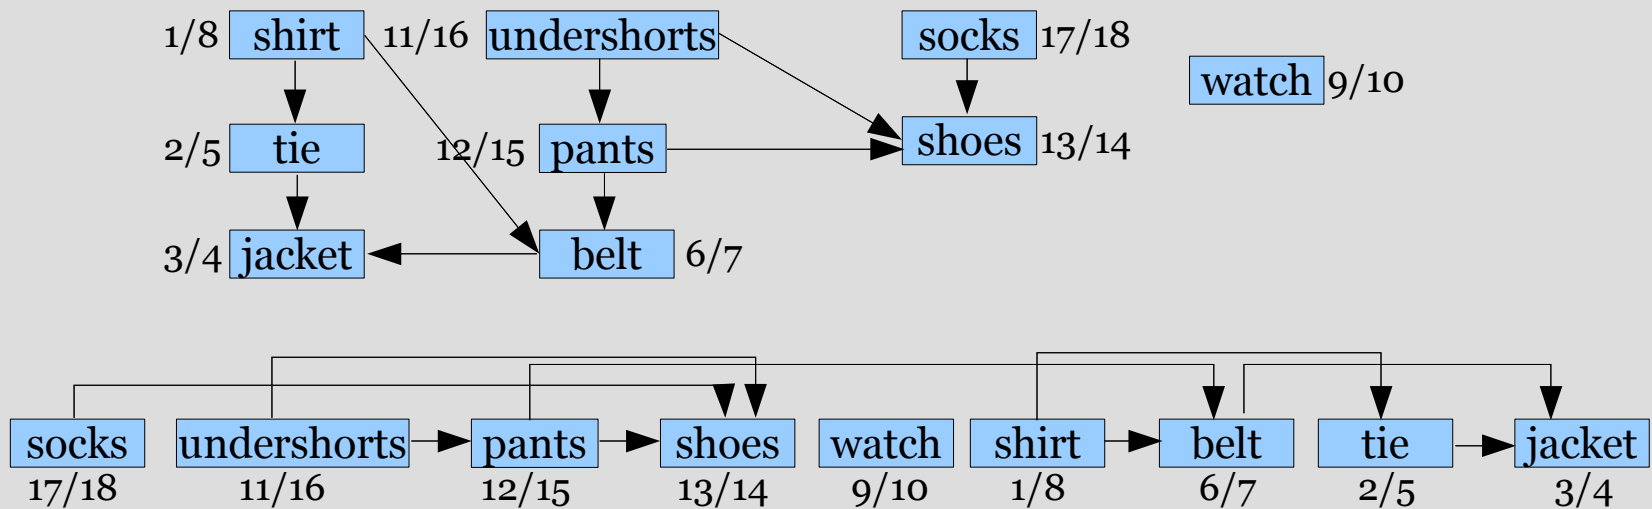 1/8 shirt 11/16 undershorts socks 17/18
watch 9/10
2/5 tie 12/15 pants shoes 13/14
3/4 jacket belt 6/7
socks undershorts pants shoes watch shirt belt tie jacket
17/18 11/16 12/15 13/14 9/10 1/8 6/7 2/5 3/4